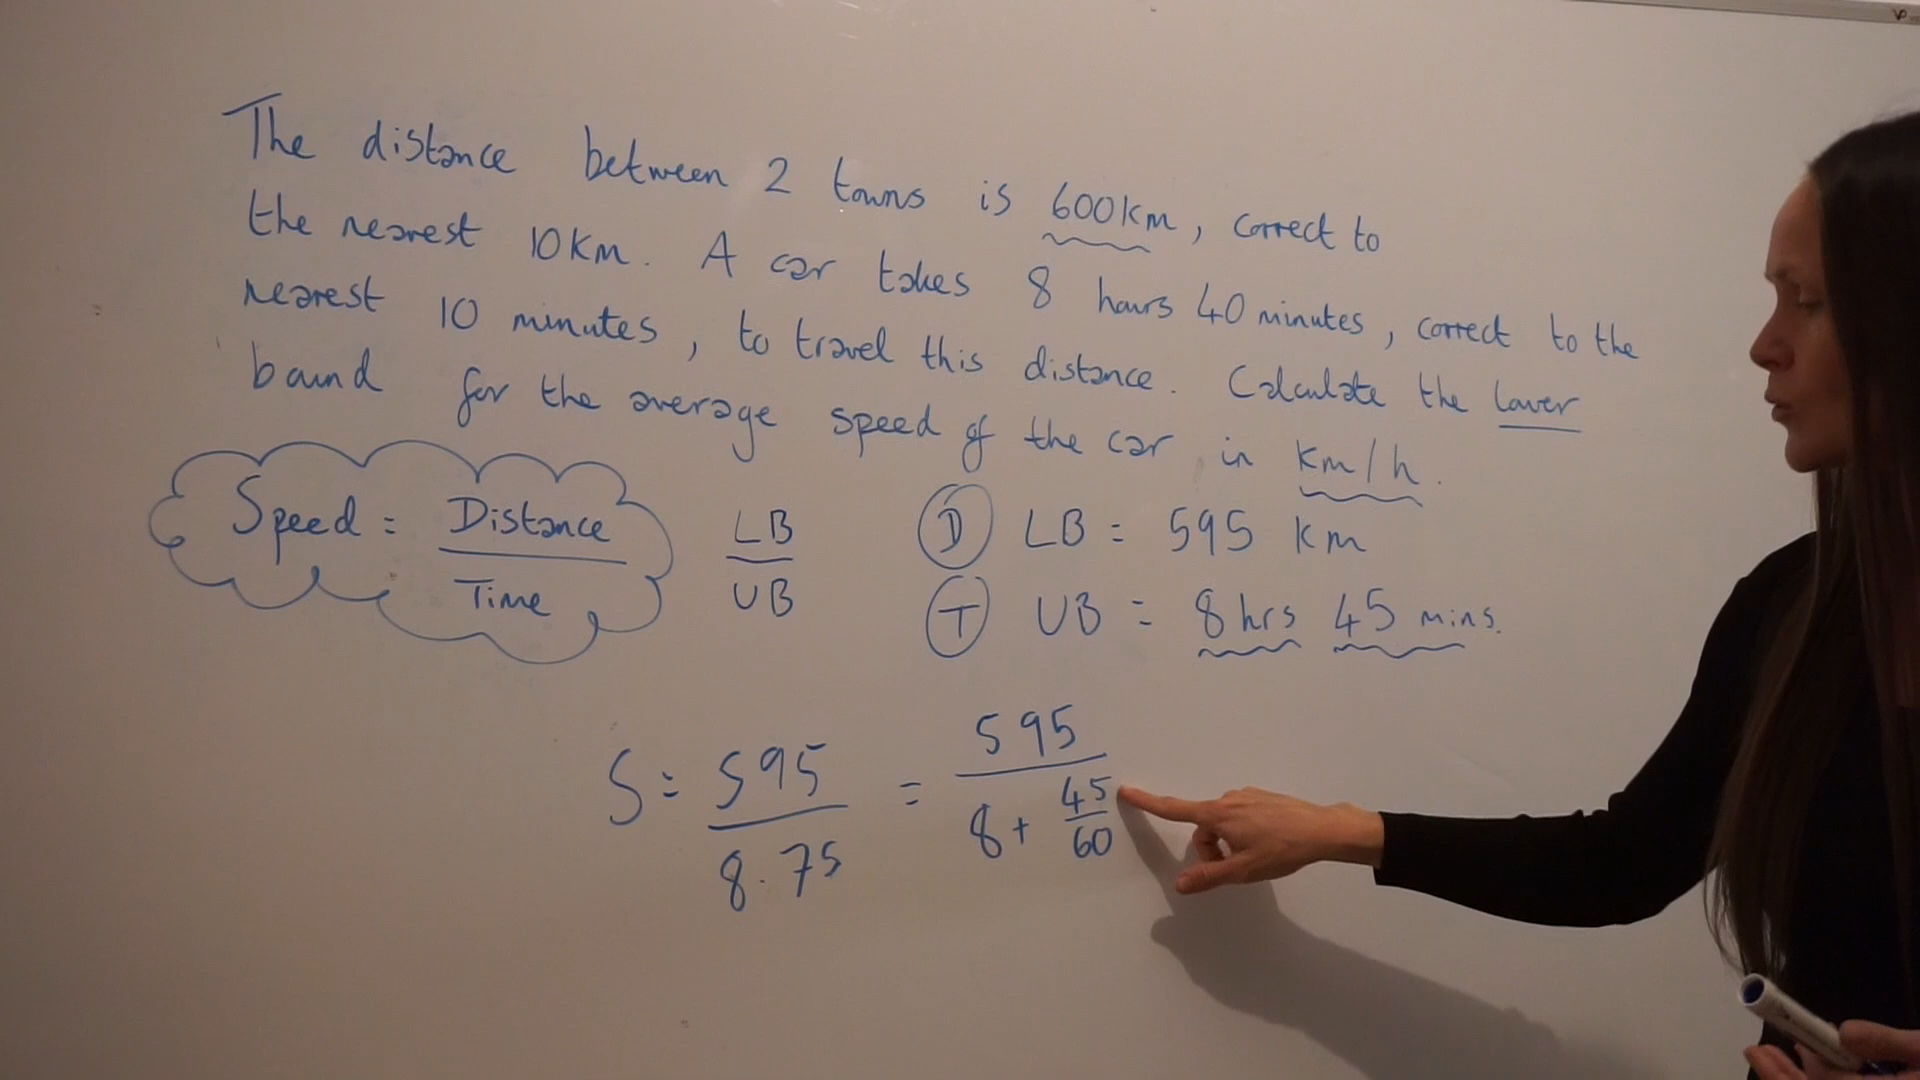 The distance between 2 towns is 600km, correct to
the nearest 10km. A car takes 8 hours 40 minutes, correct to the
nearest 10 minutes, to travel this distance. Calculate the lower
bound for the average speed of the car in km/h.
Speed = Distance / Time
LB / UB
D LB = 595 km
T UB = 8 hrs 45 mins.
S = 595 / 8.75 = 595 / 8 + 45/60